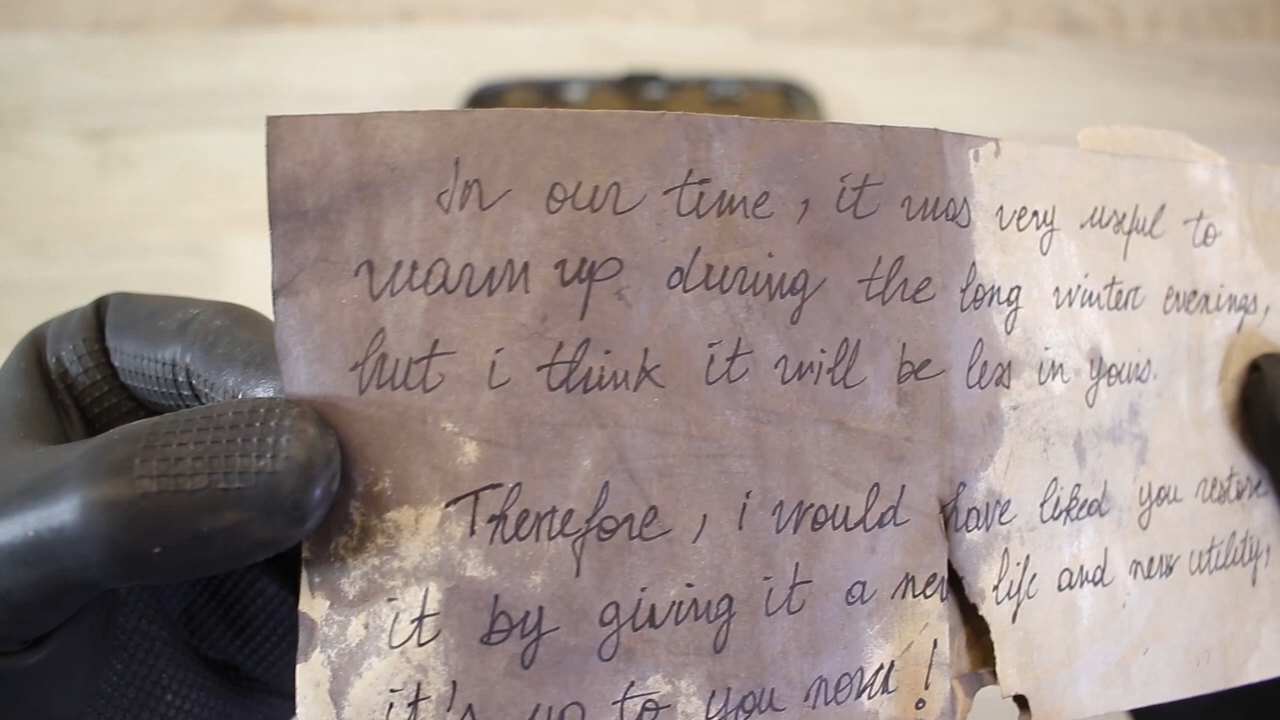 In our time, it was very useful to
warm up during the long winter evenings,
but i think it will be less in yours.
Therefore, i would have liked you restore
it by giving it a new life and new utility,
it's up to you now!